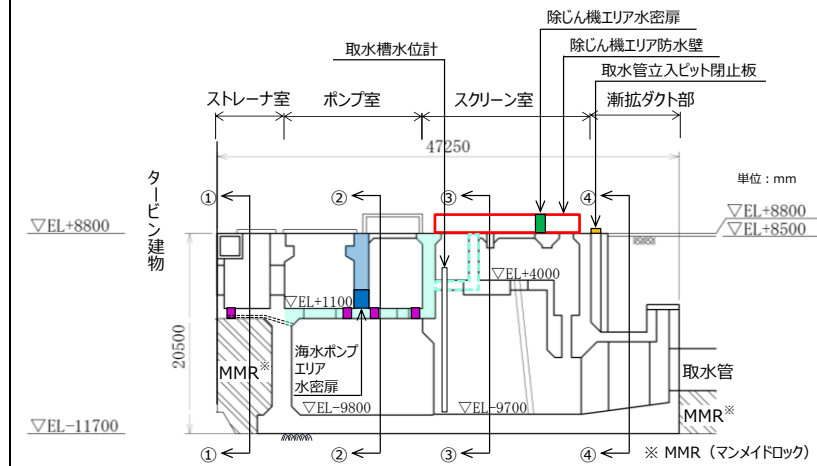 除じん機エリア水密扉
除じん機エリア防水壁
取水槽水位計
取水管立入ピット閉止板
ストレーナ室
ポンプ室
スクリーン室
漸拡ダクト部
47250
単位：mm
タービン建物
①
②
③
④
▽EL+8800
▽EL+8800
▽EL+8500
▽EL+4000
▽EL+1100
20500
海水ポンプ
エリア
水密扉
MMR※
取水管
MMR※
▽EL-9800
▽EL-9700
▽EL-11700
①
②
③
④
※ MMR（マンメイドロック）